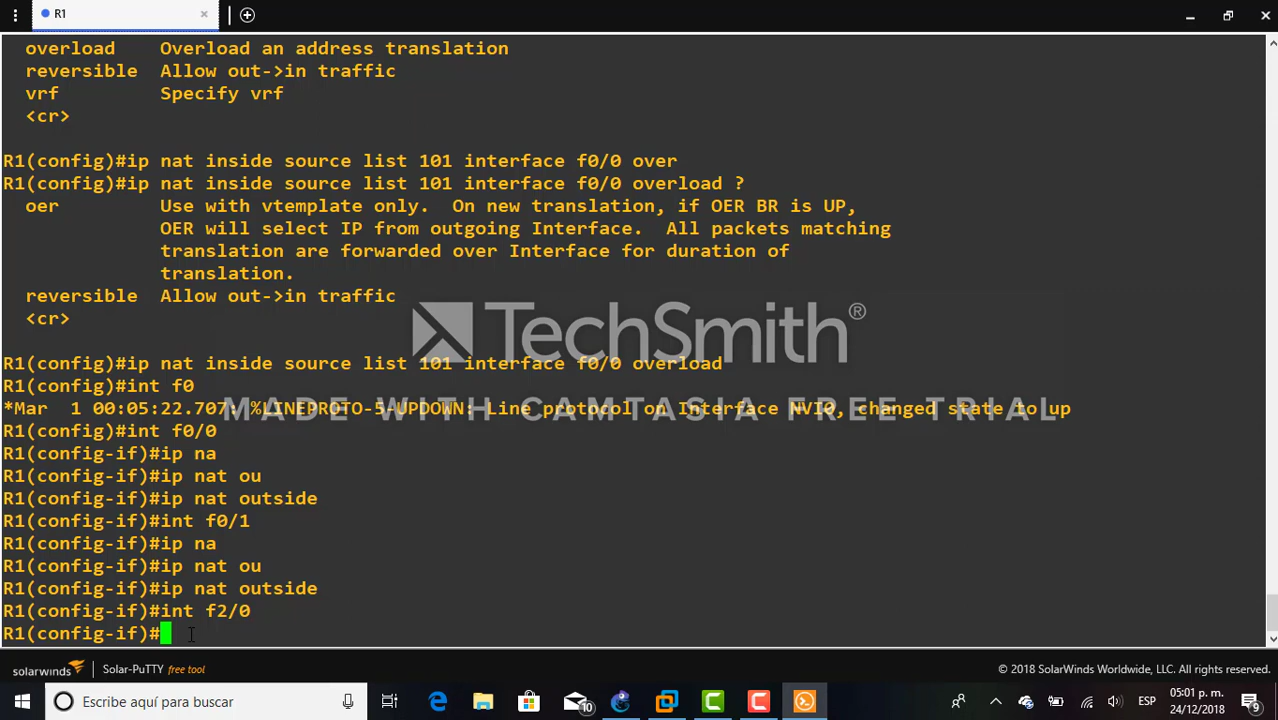 R1
overload Overload an address translation
reversible Allow out->in traffic
vrf Specify vrf
<cr>
R1(config)#ip nat inside source list 101 interface f0/0 over
R1(config)#ip nat inside source list 101 interface f0/0 overload ?
oer Use with vtemplate only. On new translation, if OER BR is UP,
OER will select IP from outgoing Interface. All packets matching
translation are forwarded over Interface for duration of
translation.
reversible Allow out->in traffic
<cr>
TechSmith®
R1(config)#ip nat inside source list 101 interface f0/0 overload
R1(config)#int f0
*Mar 1 00:05:22.707: %LINEPROTO-5-UPDOWN: Line protocol on Interface NVI0, changed state to up
MADE WITH CAMTASIA FREE TRIAL
R1(config)#int f0/0
R1(config-if)#ip na
R1(config-if)#ip nat ou
R1(config-if)#ip nat outside
R1(config-if)#int f0/1
R1(config-if)#ip na
R1(config-if)#ip nat ou
R1(config-if)#ip nat outside
R1(config-if)#int f2/0
R1(config-if)#
solarwinds Solar-PuTTY free tool © 2018 SolarWinds Worldwide, LLC. All rights reserved.
Escribe aquí para buscar
10
ESP
05:01 p. m.
24/12/2018
9